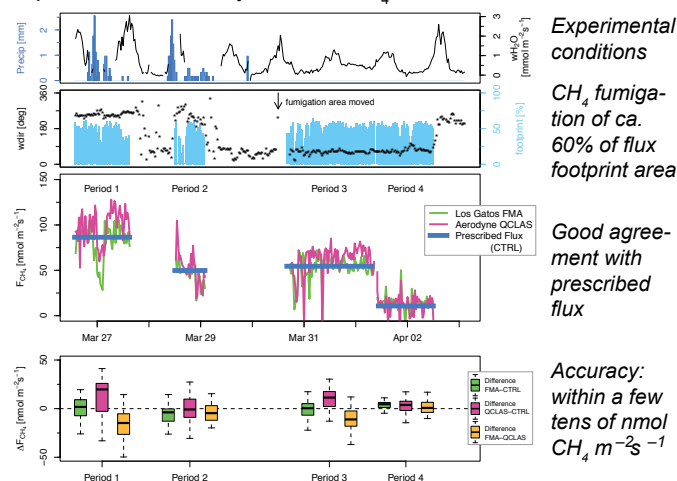 Precip [mm]
2
1
0
3
2
1
0
wrH2O
[mmol m−2s−1]
Experimental
conditions
wdir [deg]
360
180
0
fumigation area moved
100
50
0
footprint [%]
CH4 fumiga-
tion of ca.
60% of flux
footprint area
FCH4 [nmol m−2s−1]
150
100
50
0
Period 1
Period 2
Period 3
Period 4
Los Gatos FMA
Aerodyne QCLAS
Prescribed Flux
(CTRL)
Good agree-
ment with
prescribed
flux
Mar 27
Mar 29
Mar 31
Apr 02
ΔFCH4 [nmol m−2s−1]
50
0
−50
Difference
FMA−CTRL
Difference
QCLAS−CTRL
Difference
FMA−QCLAS
Period 1
Period 2
Period 3
Period 4
Accuracy:
within a few
tens of nmol
CH4 m−2s −1